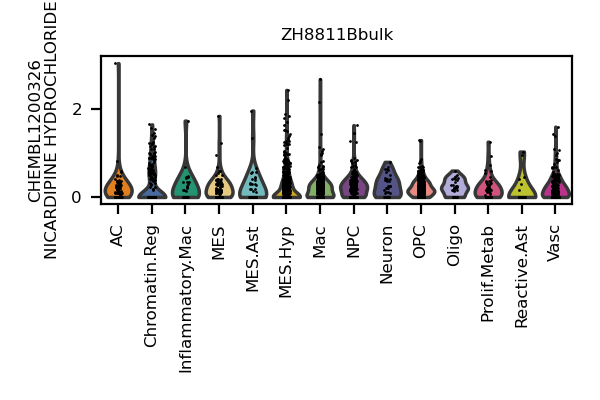 ZH8811Bbulk
CHEMBL1200326
NICARDIPINE HYDROCHLORIDE
2
0
AC
Chromatin.Reg
Inflammatory.Mac
MES
MES.Ast
MES.Hyp
Mac
NPC
Neuron
OPC
Oligo
Prolif.Metab
Reactive.Ast
Vasc